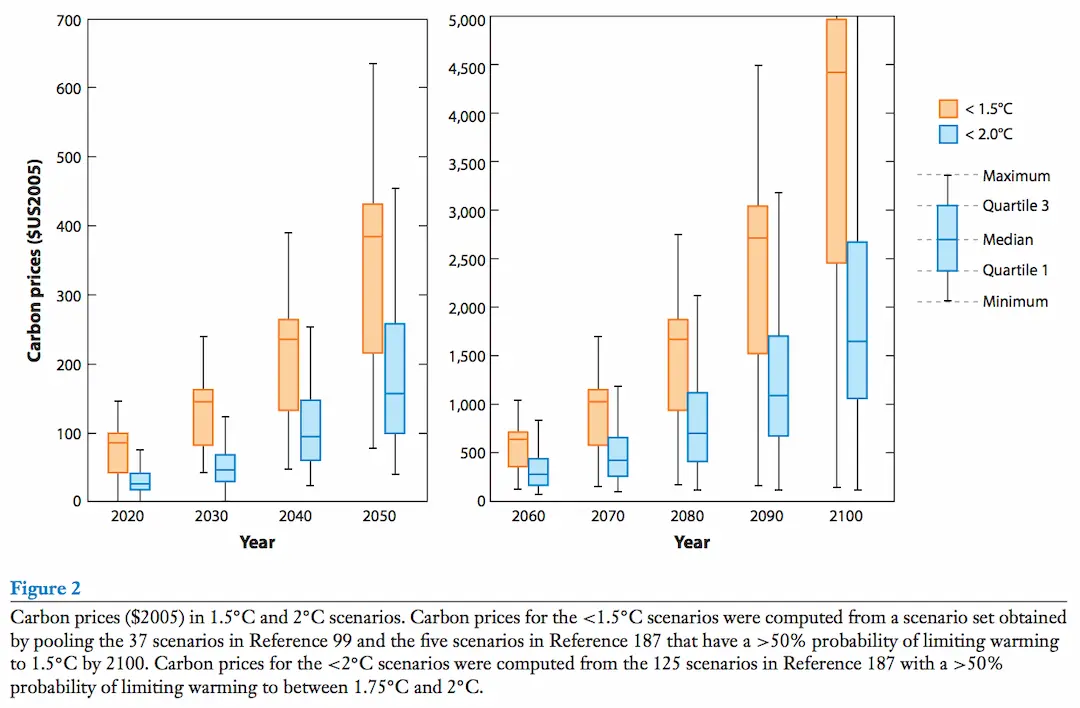 700
600
500
400
300
200
100
0
Carbon prices ($US2005)
2020 2030 2040 2050
Year
5,000
4,500
4,000
3,500
3,000
2,500
2,000
1,500
1,000
500
0
2060 2070 2080 2090 2100
Year
< 1.5°C
< 2.0°C
Maximum
Quartile 3
Median
Quartile 1
Minimum
Figure 2
Carbon prices ($2005) in 1.5°C and 2°C scenarios. Carbon prices for the <1.5°C scenarios were computed from a scenario set obtained
by pooling the 37 scenarios in Reference 99 and the five scenarios in Reference 187 that have a >50% probability of limiting warming
to 1.5°C by 2100. Carbon prices for the <2°C scenarios were computed from the 125 scenarios in Reference 187 with a >50%
probability of limiting warming to between 1.75°C and 2°C.